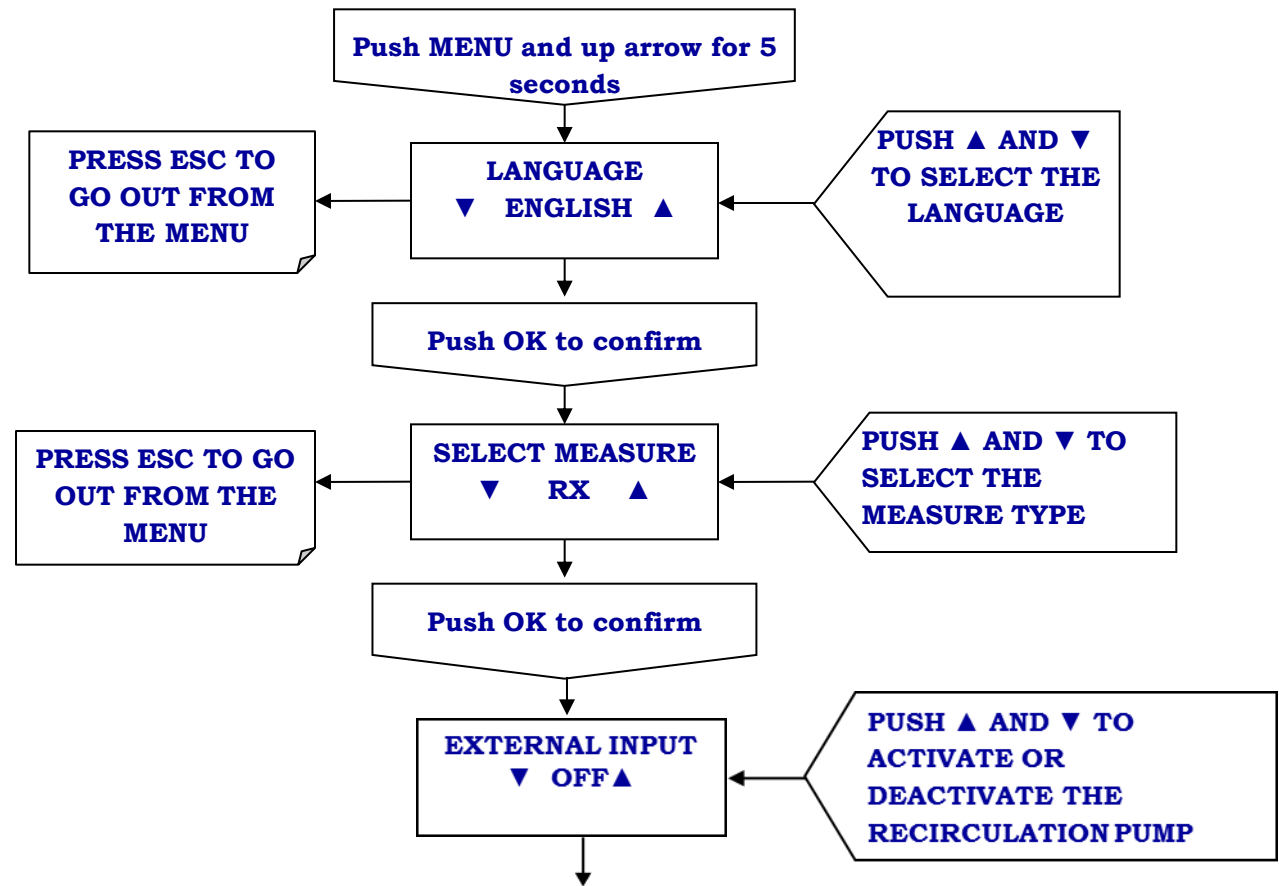 Push MENU and up arrow for 5
seconds
PRESS ESC TO
GO OUT FROM
THE MENU
LANGUAGE
▼ ENGLISH ▲
PUSH ▲ AND ▼
TO SELECT THE
LANGUAGE
Push OK to confirm
PRESS ESC TO GO
OUT FROM THE
MENU
SELECT MEASURE
▼ RX ▲
PUSH ▲ AND ▼ TO
SELECT THE
MEASURE TYPE
Push OK to confirm
EXTERNAL INPUT
▼ OFF▲
PUSH ▲ AND ▼ TO
ACTIVATE OR
DEACTIVATE THE
RECIRCULATION PUMP